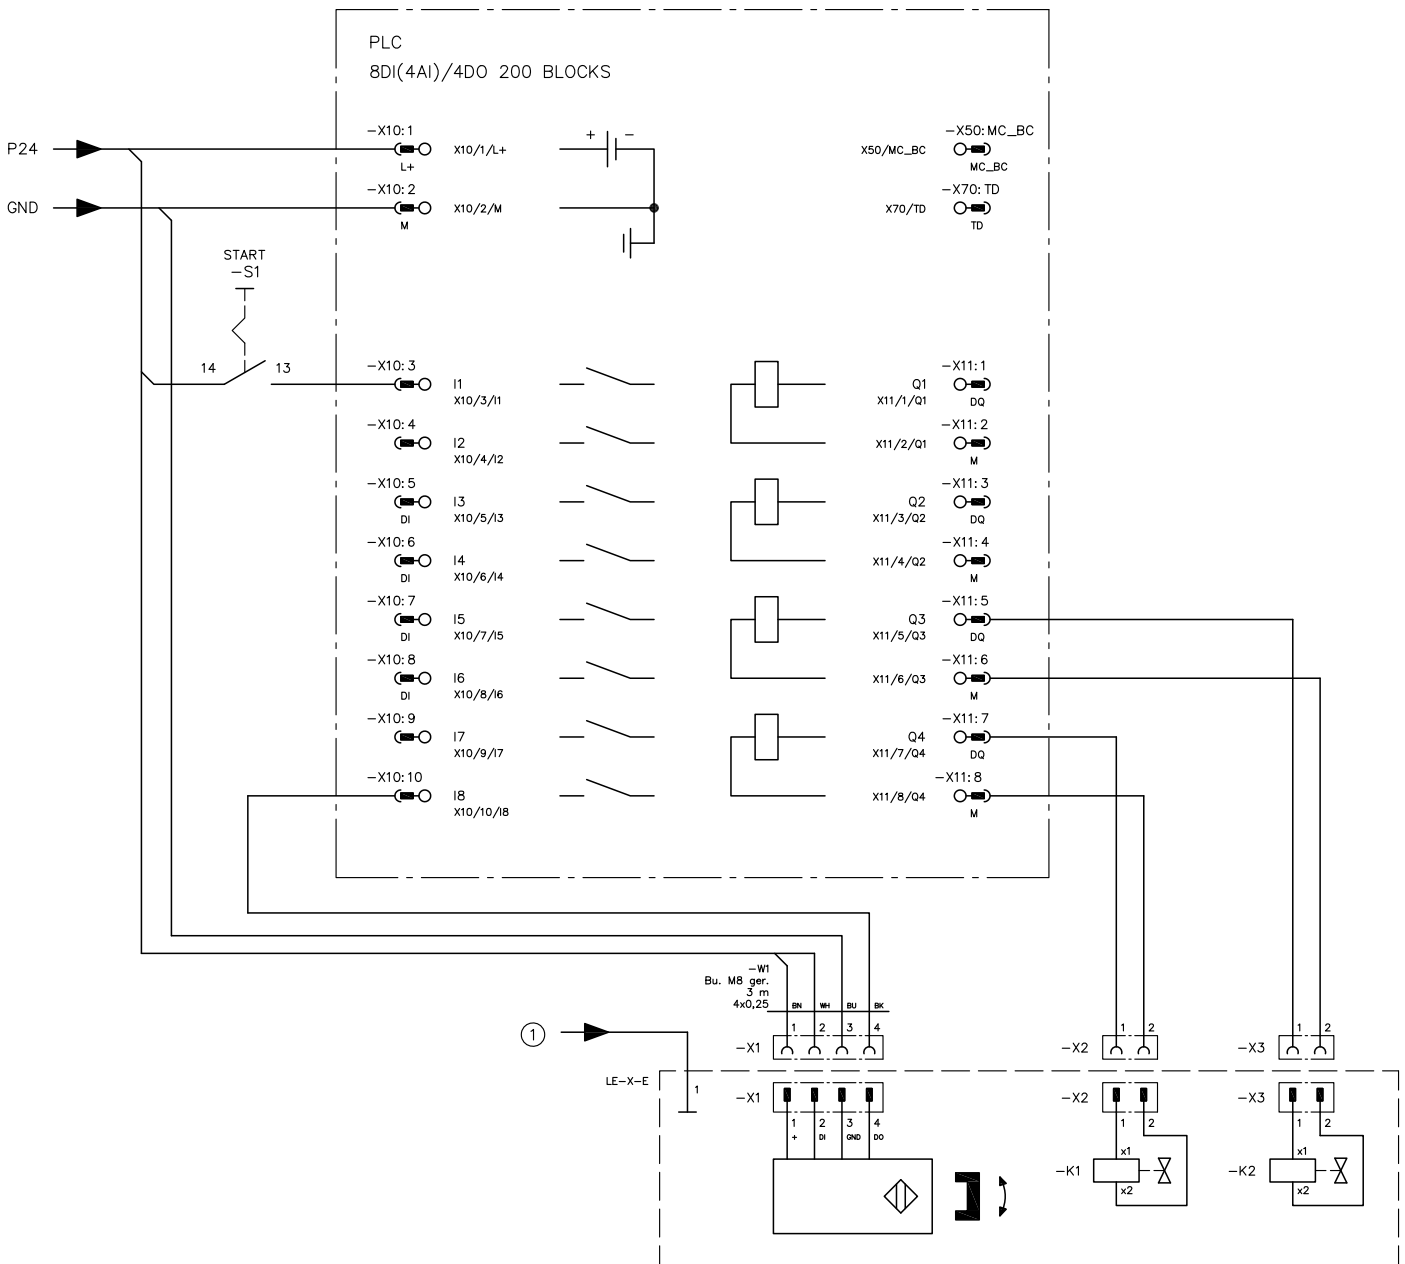 PLC
8DI(4AI)/4DO 200 BLOCKS
P24
-X10:1
X10/1/L+
L+
+ -
X50/MC_BC
-X50:MC_BC
MC_BC
GND
-X10:2
X10/2/M
M
X70/TD
-X70:TD
TD
START
-S1
14 13
-X10:3
I1
X10/3/I1
Q1
X11/1/Q1
-X11:1
DQ
-X10:4
I2
X10/4/I2
X11/2/Q1
-X11:2
M
-X10:5
DI
I3
X10/5/I3
Q2
X11/3/Q2
-X11:3
DQ
-X10:6
DI
I4
X10/6/I4
X11/4/Q2
-X11:4
M
-X10:7
DI
I5
X10/7/I5
Q3
X11/5/Q3
-X11:5
DQ
-X10:8
DI
I6
X10/8/I6
X11/6/Q3
-X11:6
M
-X10:9
I7
X10/9/I7
Q4
X11/7/Q4
-X11:7
DQ
-X10:10
I8
X10/10/I8
X11/8/Q4
-X11:8
M
-W1
Bu. M8 ger.
3 m
4x0,25
BN WH BU BK
1
1 2 3 4
-X1
1 2
-X2
1 2
-X3
LE-X-E
1
-X1
1 2 3 4
+ DI GND DO
-X2
1 2
-X3
1 2
-K1
x1
x2
-K2
x1
x2